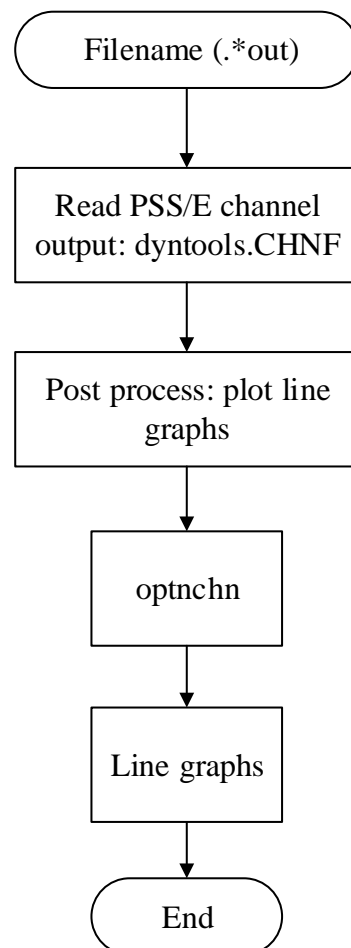 Filename (.*out)
Read PSS/E channel
output: dyntools.CHNF
Post process: plot line
graphs
optnchn
Line graphs
End